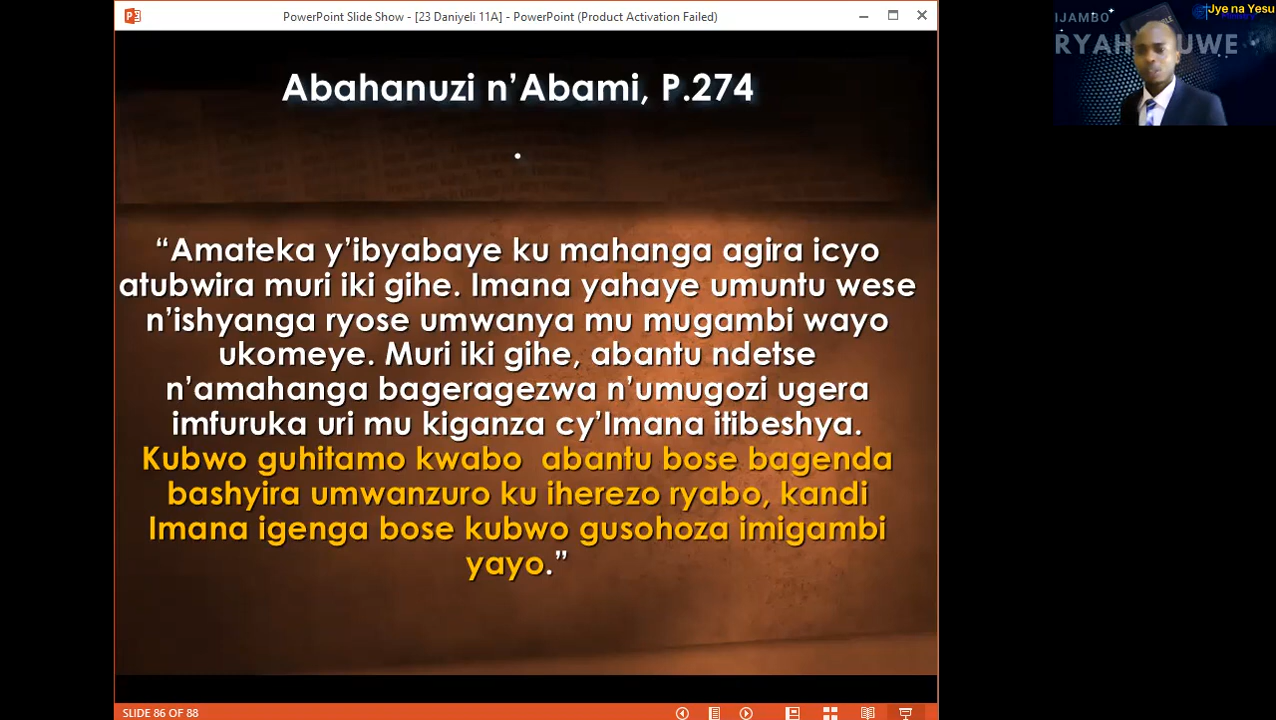 PowerPoint Slide Show - [23 Daniyeli 11A] - PowerPoint (Product Activation Failed)
Jye na Yesu
IJAMBO
Abahanuzi n’Abami, P.274
“Amateka y’ibyabaye ku mahanga agira icyo
atubwira muri iki gihe. Imana yahaye umuntu wese
n’ishyanga ryose umwanya mu mugambi wayo
ukomeye. Muri iki gihe, abantu ndetse
n’amahanga bageragezwa n’umugozi ugera
imfuruka uri mu kiganza cy’Imana itibeshya.
Kubwo guhitamo kwabo abantu bose bagenda
bashyira umwanzuro ku iherezo ryabo, kandi
Imana igenga bose kubwo gusohoza imigambi
yayo.”
SLIDE 86 OF 88